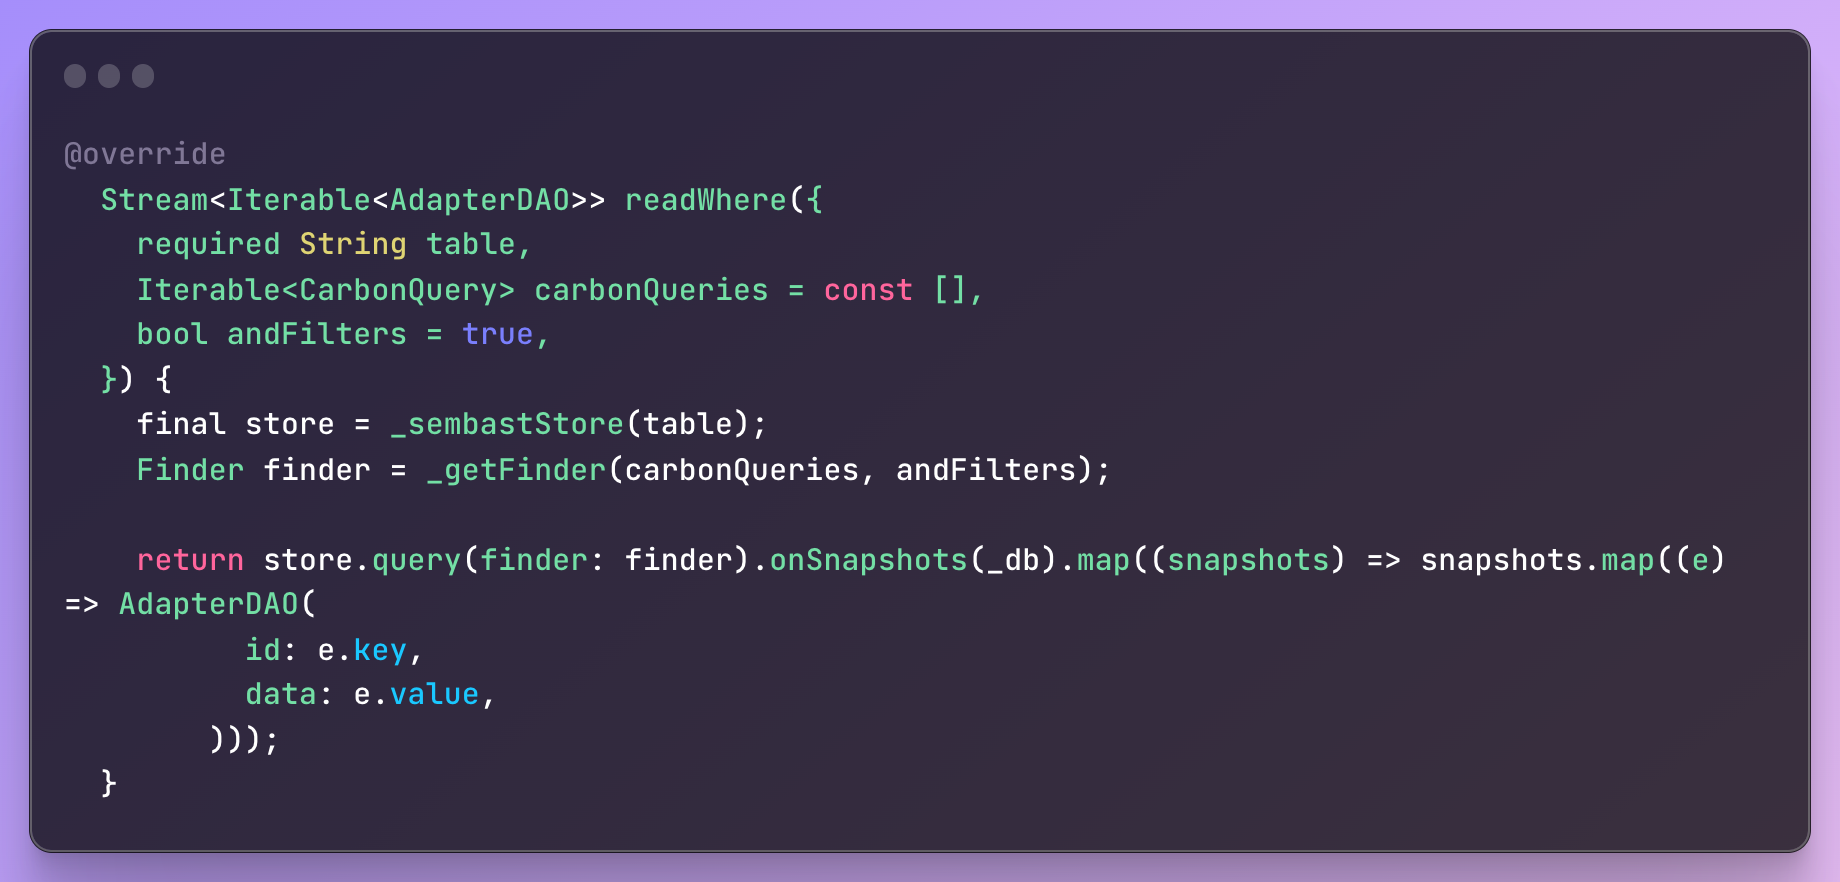 @override
  Stream<Iterable<AdapterDAO>> readWhere({
    required String table,
    Iterable<CarbonQuery> carbonQueries = const [],
    bool andFilters = true,
  }) {
    final store = _sembastStore(table);
    Finder finder = _getFinder(carbonQueries, andFilters);

    return store.query(finder: finder).onSnapshots(_db).map((snapshots) => snapshots.map((e)
=> AdapterDAO(
          id: e.key,
          data: e.value,
        )));
  }